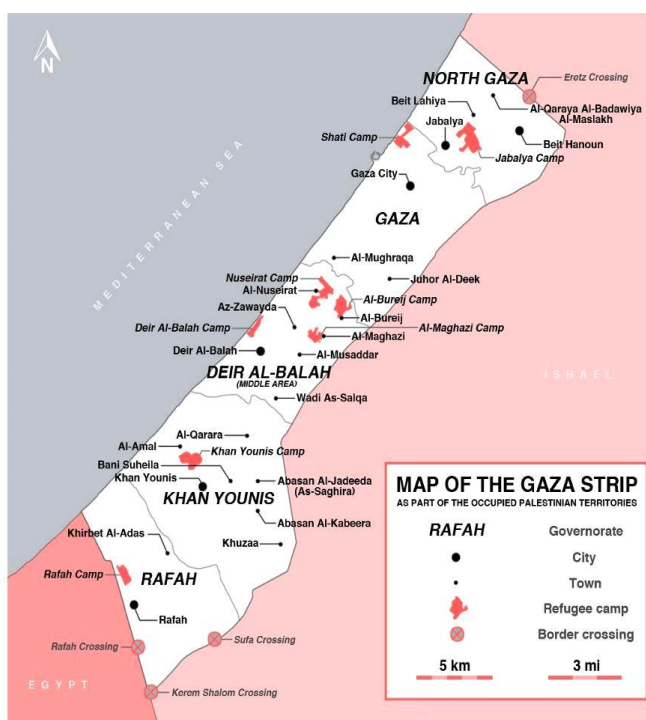 N
MEDITERRANEAN SEA
NORTH GAZA
Eretz Crossing
Beit Lahiya
Al-Qaraya Al-Badawiya
Al-Maslakh
Shati Camp
Jabalya
Beit Hanoun
Jabalya Camp
Gaza City
GAZA
Al-Mughraqa
Nuseirat Camp
Juhor Al-Deek
Al-Nuseirat
Al-Bureij Camp
Az-Zawayda
Al-Bureij
Deir Al-Balah Camp
Al-Maghazi Camp
Al-Maghazi
Deir Al-Balah
Al-Musaddar
DEIR AL-BALAH
(MIDDLE AREA)
ISRAEL
Wadi As-Salqa
Al-Qarara
Al-Amal
Khan Younis Camp
Bani Suheila
Khan Younis
Abasan Al-Jadeeda
(As-Saghira)
KHAN YOUNIS
Abasan Al-Kabeera
Khirbet Al-Adas
Khuzaa
Rafah Camp
RAFAH
Rafah
Rafah Crossing
Sufa Crossing
EGYPT
Kerem Shalom Crossing
MAP OF THE GAZA STRIP
AS PART OF THE OCCUPIED PALESTINIAN TERRITORIES
RAFAH Governorate
City
Town
Refugee camp
Border crossing
5 km 3 mi